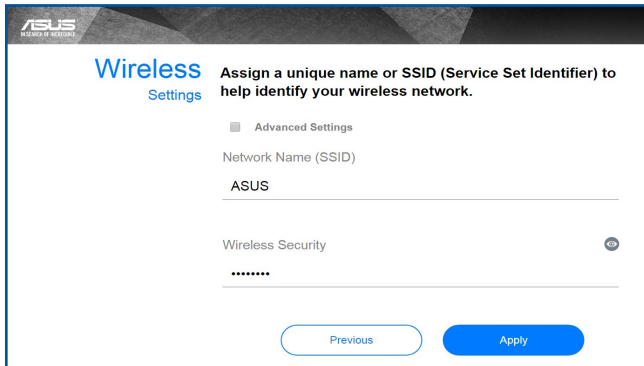 ASUS
IN SEARCH OF INCREDIBLE
Wireless
Settings
Assign a unique name or SSID (Service Set Identifier) to
help identify your wireless network.
Advanced Settings
Network Name (SSID)
ASUS
Wireless Security
••••••••
Previous
Apply